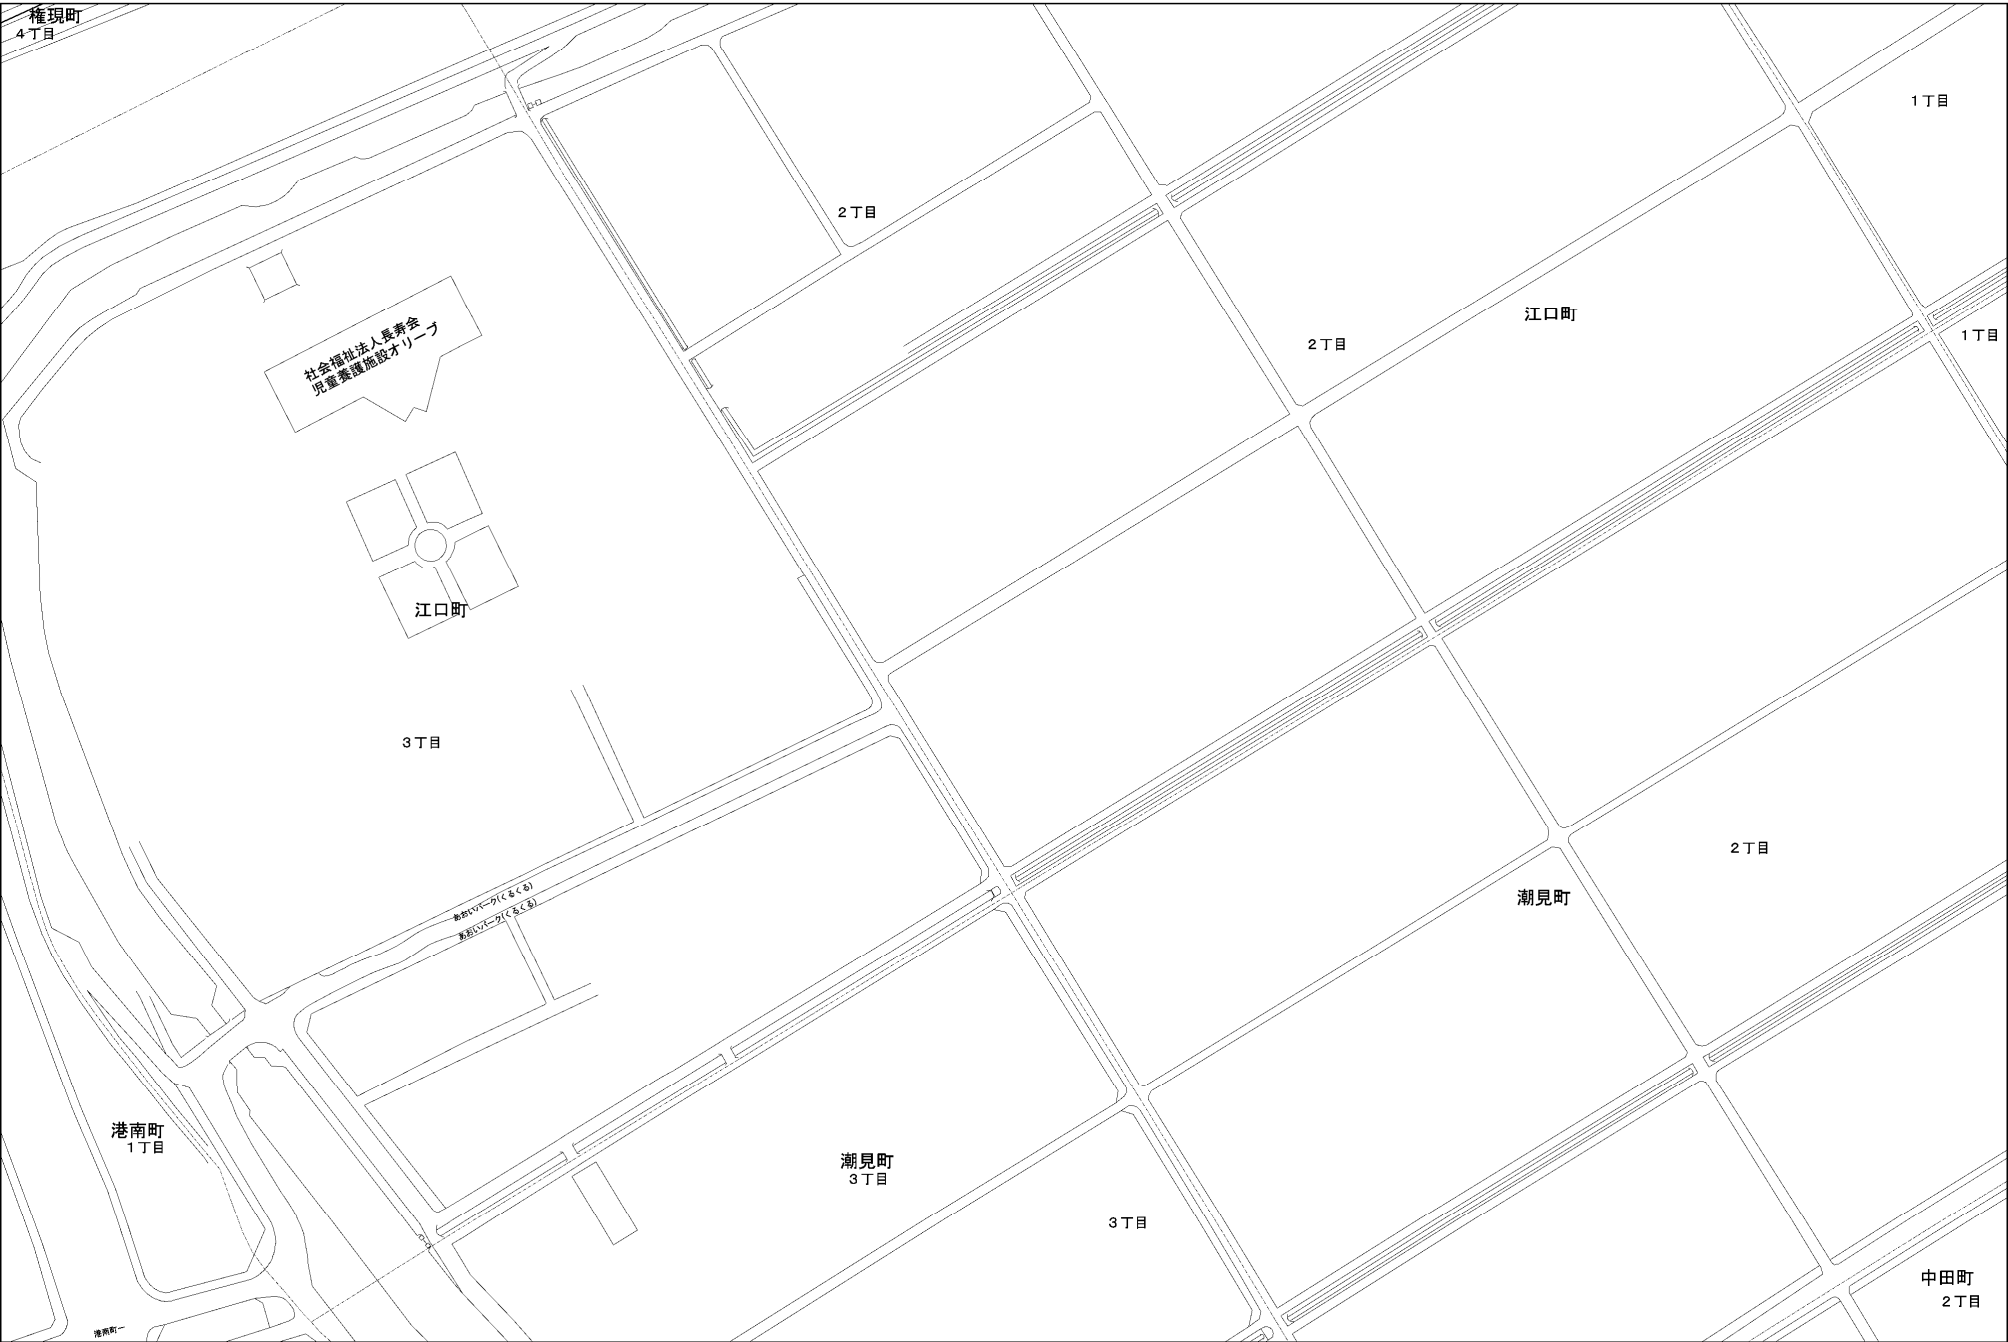 権現町
4丁目
1丁目
2丁目
江口町
2丁目
1丁目
社会福祉法人長寿会
児童養護施設オリーブ
江口町
3丁目
2丁目
あおいパーク(くるくる)
あおいパーク(くるくる)
潮見町
港南町
1丁目
潮見町
3丁目
3丁目
中田町
2丁目
港南町一